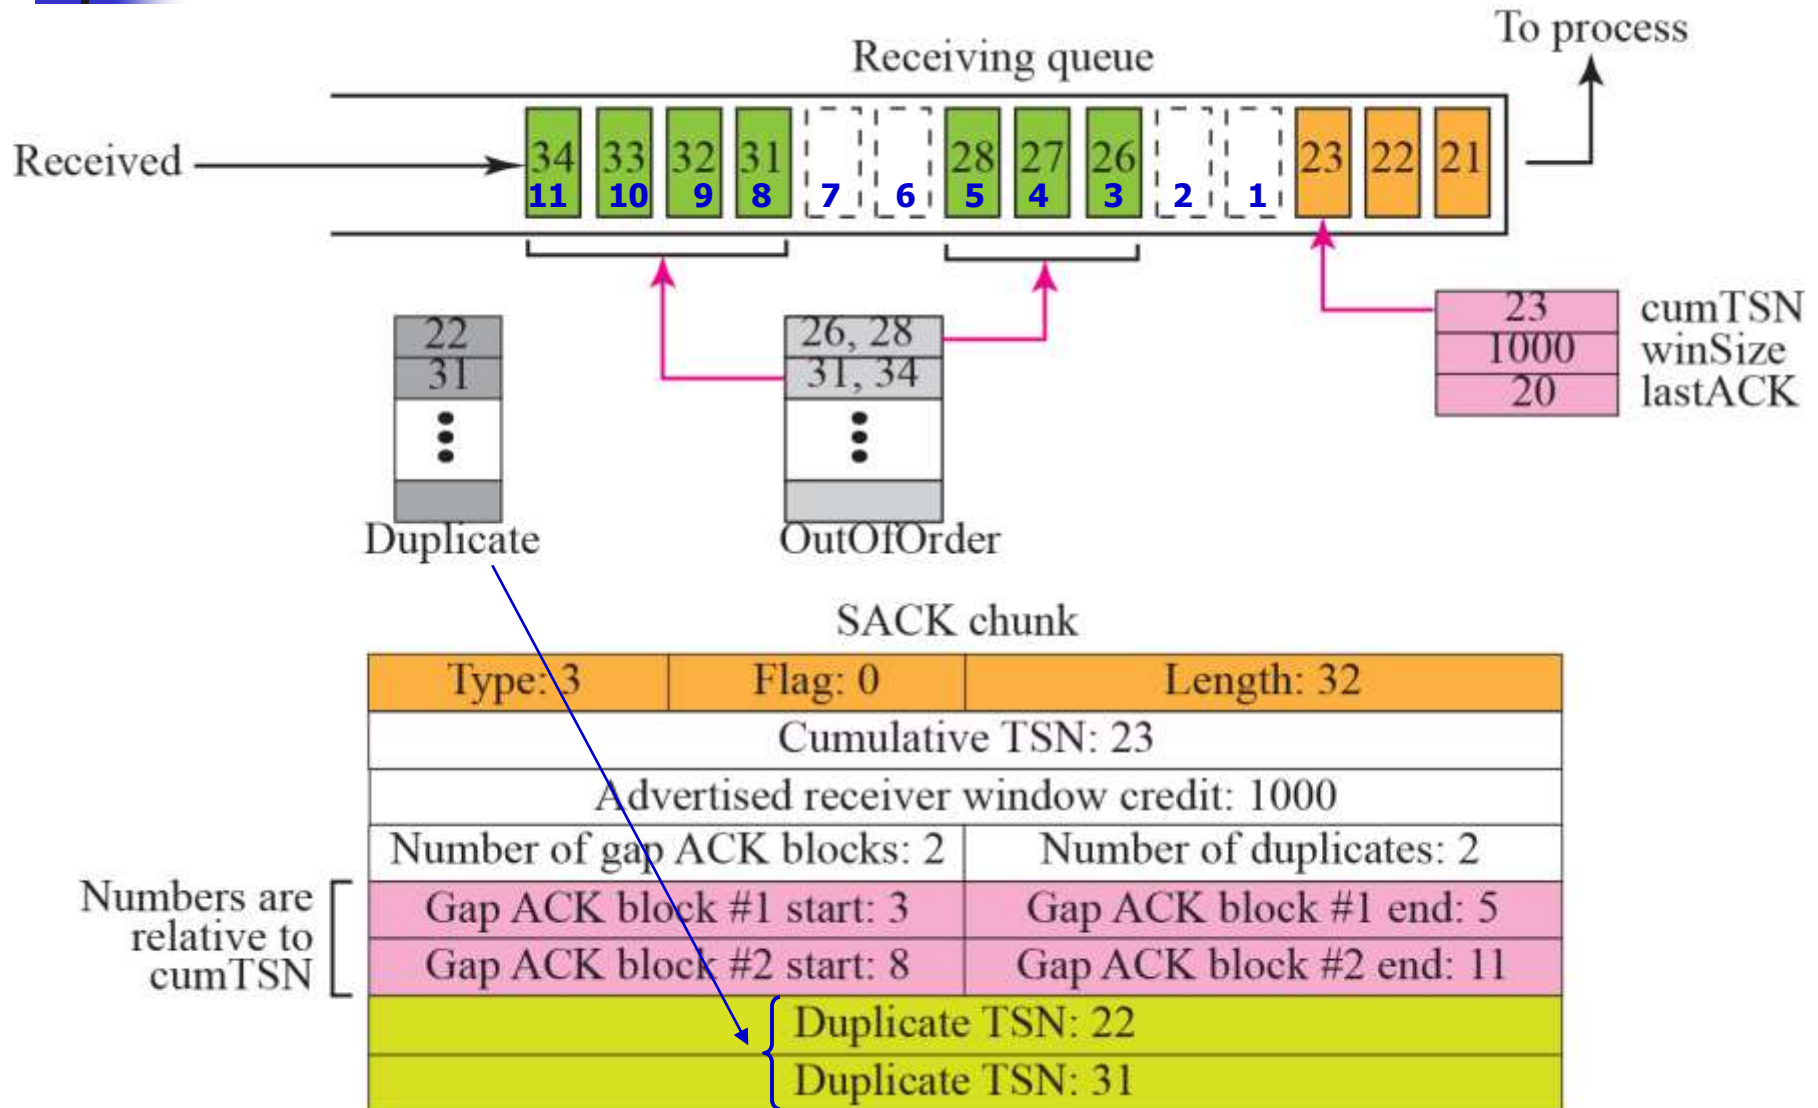 To process
Receiving queue
Received
34 33 32 31 28 27 26 23 22 21
11 10 9 8 7 6 5 4 3 2 1
23 cumTSN
1000 winSize
20 lastACK
22
31
Duplicate
26, 28
31, 34
OutOfOrder
SACK chunk
Type: 3 Flag: 0 Length: 32
Cumulative TSN: 23
Advertised receiver window credit: 1000
Number of gap ACK blocks: 2 Number of duplicates: 2
Numbers are
relative to
cumTSN
Gap ACK block #1 start: 3 Gap ACK block #1 end: 5
Gap ACK block #2 start: 8 Gap ACK block #2 end: 11
Duplicate TSN: 22
Duplicate TSN: 31